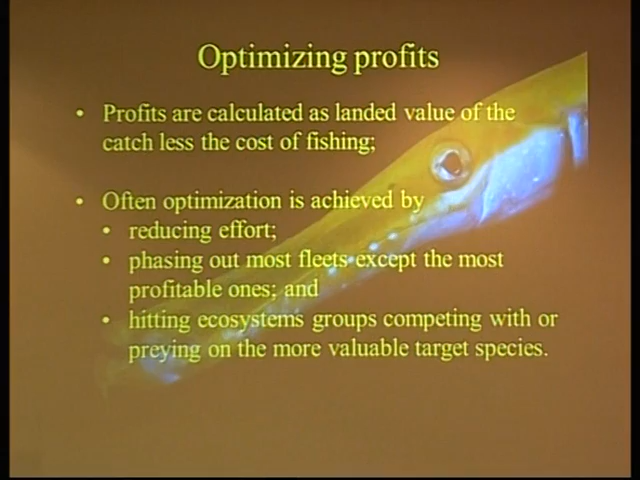 Optimizing profits
• Profits are calculated as landed value of the
catch less the cost of fishing;
• Often optimization is achieved by
• reducing effort;
• phasing out most fleets except the most
profitable ones; and
• hitting ecosystems groups competing with or
preying on the more valuable target species.